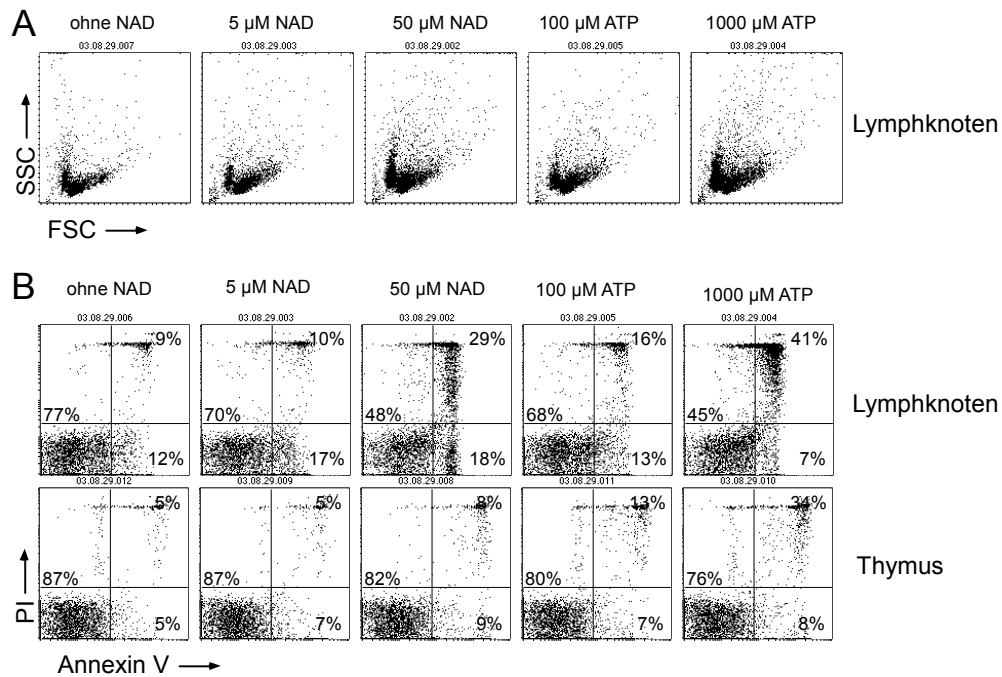 A
ohne NAD 5 µM NAD 50 µM NAD 100 µM ATP 1000 µM ATP
03.08.29.007 03.08.29.003 03.08.29.002 03.08.29.005 03.08.29.004
SSC
Lymphknoten
FSC
B
ohne NAD 5 µM NAD 50 µM NAD 100 µM ATP 1000 µM ATP
03.08.29.006 03.08.29.003 03.08.29.002 03.08.29.005 03.08.29.004
9% 10% 29% 16% 41%
Lymphknoten
77% 70% 48% 68% 45%
12% 17% 18% 13% 7%
03.08.29.012 03.08.29.009 03.08.29.008 03.08.29.011 03.08.29.010
5% 5% 8% 13% 34%
Thymus
87% 87% 82% 80% 76%
PI
5% 7% 9% 7% 8%
Annexin V